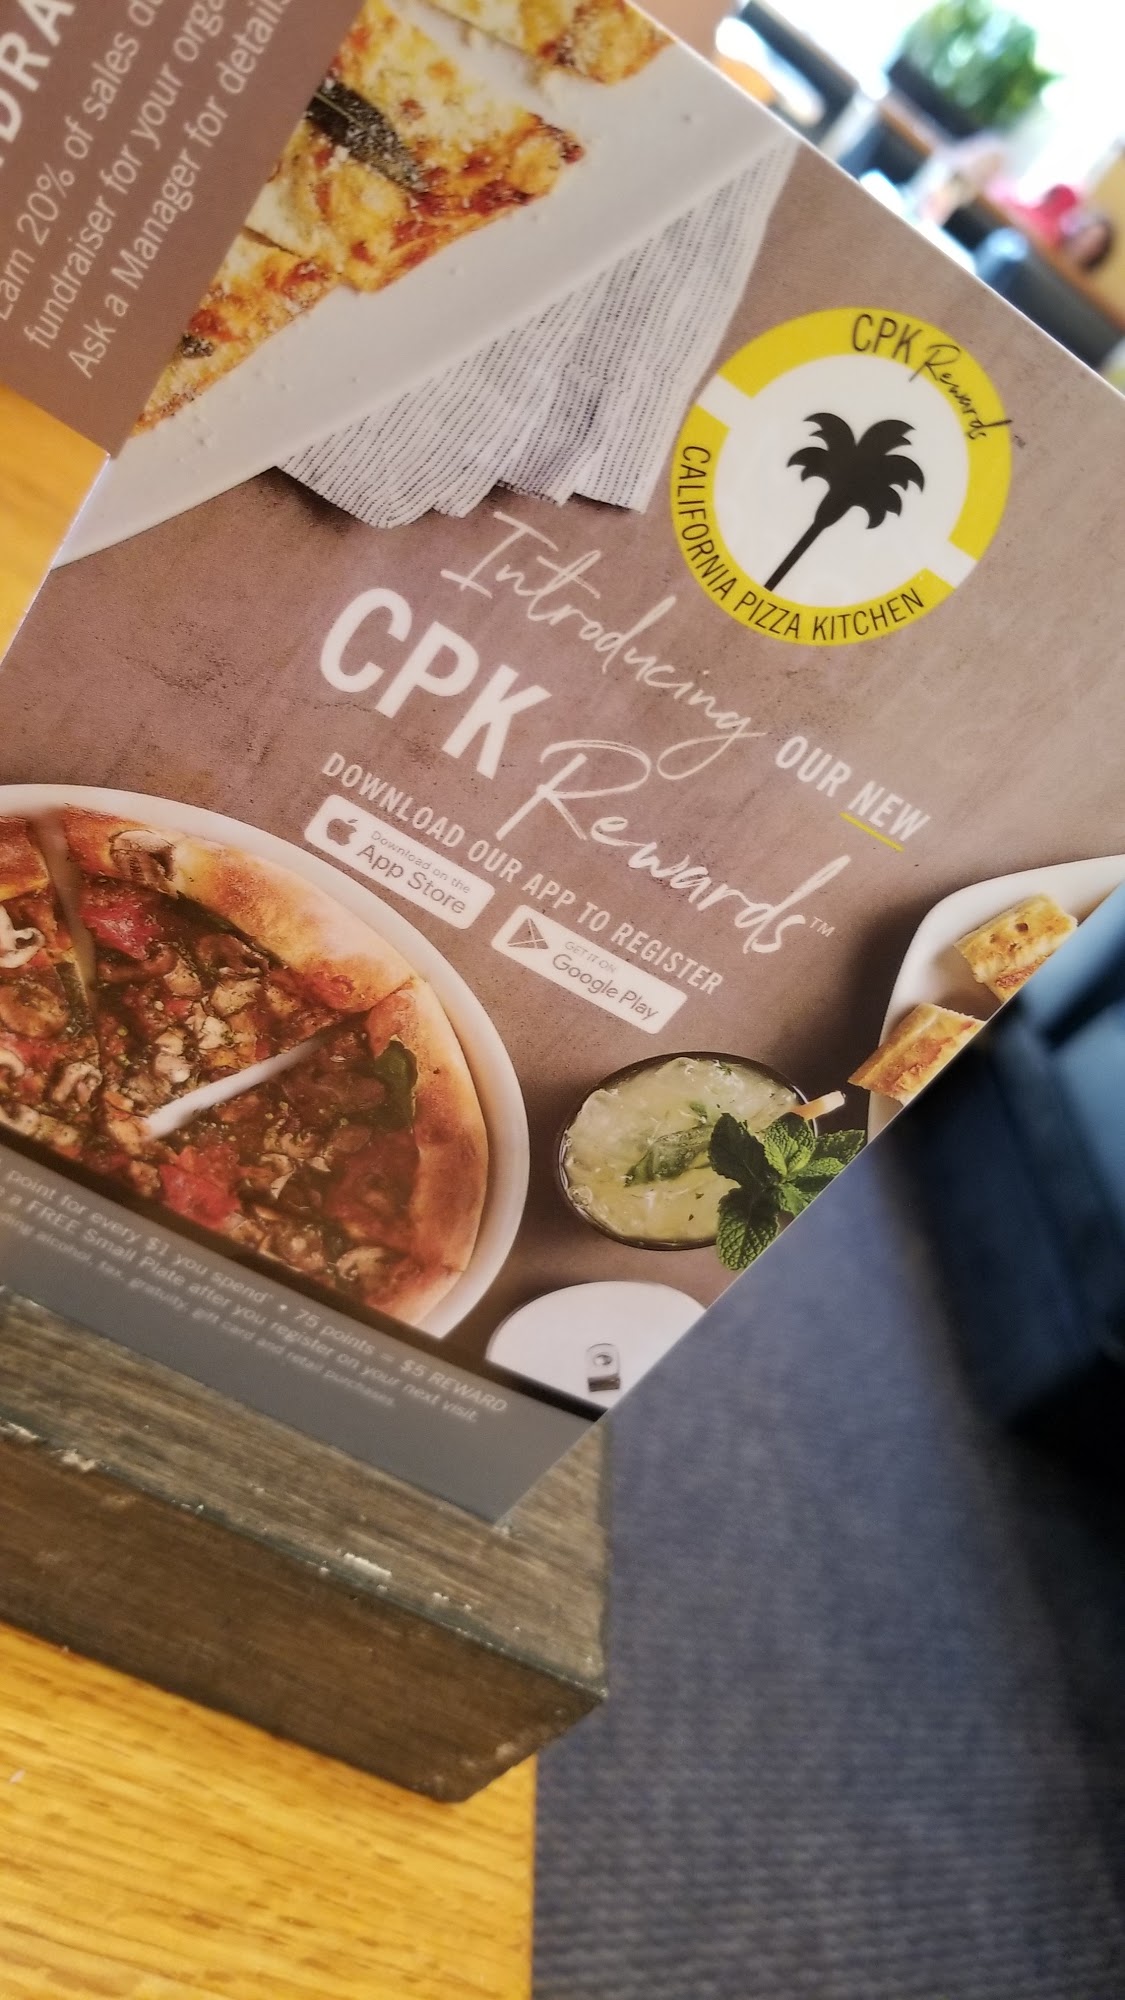 DRA
Earn 20% of sales
fundraiser for your
Ask a Manager for details
CPK Rewards
CALIFORNIA PIZZA KITCHEN
Introducing OUR NEW
CPK Rewards™
DOWNLOAD OUR APP TO REGISTER
Download on the
App Store
GET IT ON
Google Play
point for every $1 you spend* • 75 points = $5 REWARD
a FREE Small Plate after you register on your next visit.
alcohol, tax, gratuity, gift card and retail purchases.